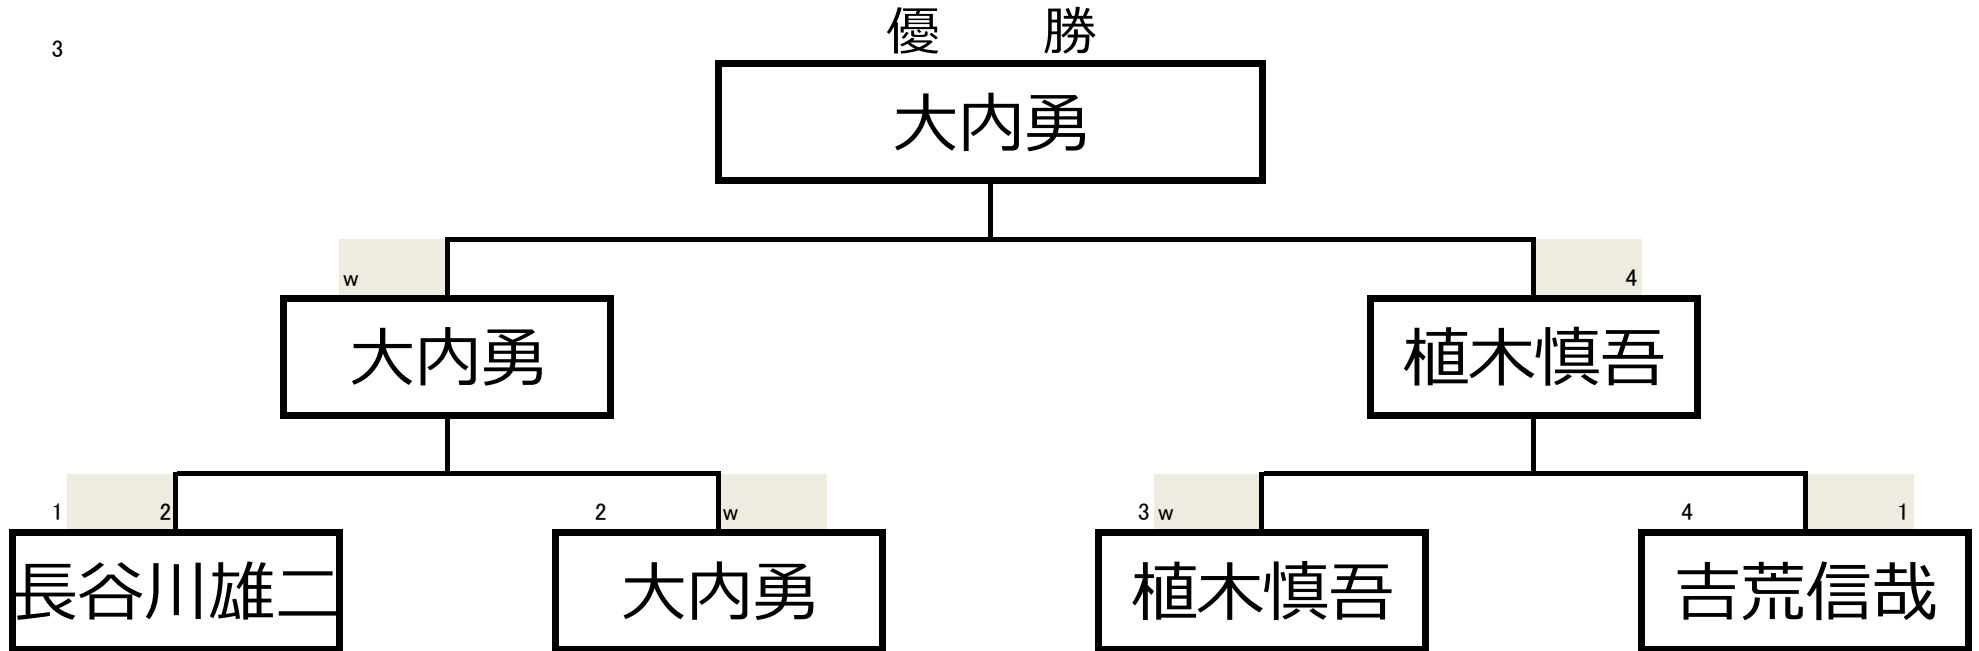 優　　勝
3
大内勇
w 4
大内勇 植木慎吾
1 2 2 w 3 w 4 1
長谷川雄二 大内勇 植木慎吾 吉荒信哉